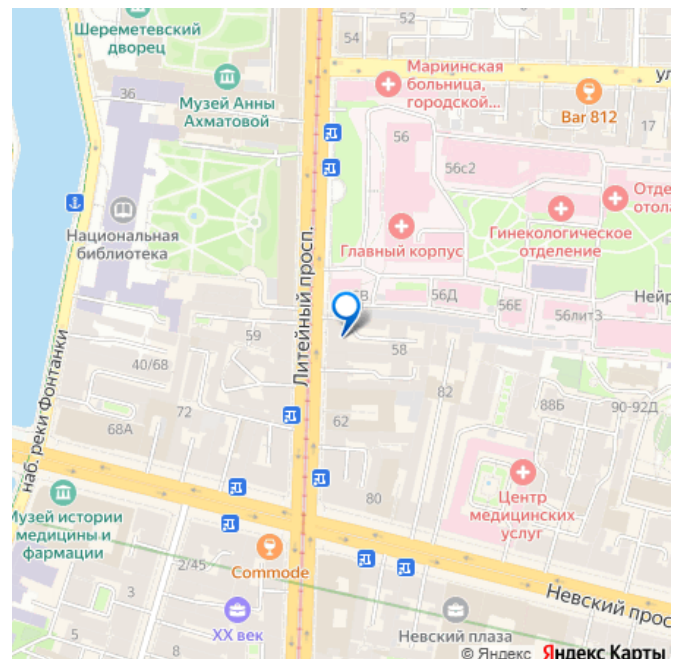 Шереметевский
дворец
52
54
Мариинская
больница,
городской...
ул
36
Музей Анны
Ахматовой
Bar 812
17
56
56с2
Отде
отола
Национальная
библиотека
Главный корпус
Гинекологическое
отделение
Литейный просп.
56Д
56Е
56лит3
Нейр
59
58
40/68
наб. реки Фонтанки
72
68А
62
82
88Б
90-92Д
80
Центр
медицинских
услуг
Музей истории
медицины и
фармации
2/45
Commode
3
5
7
XX век
Невский плаза
Невский прос
© Яндекс Яндекс Карты